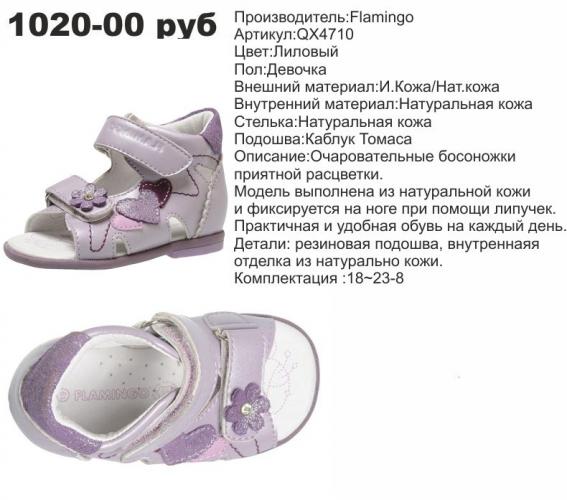 1020-00 руб
Производитель:Flamingo
Артикул:QX4710
Цвет:Лиловый
Пол:Девочка
Внешний материал:И.Кожа/Нат.кожа
Внутренний материал:Натуральная кожа
Стелька:Натуральная кожа
Подошва:Каблук Томаса
Описание:Очаровательные босоножки
приятной расцветки.
Модель выполнена из натуральной кожи
и фиксируется на ноге при помощи липучек.
Практичная и удобная обувь на каждый день.
Детали: резиновая подошва, внутреннаяя
отделка из натурально кожи.
Комплектация :18~23-8
FLAMINGO